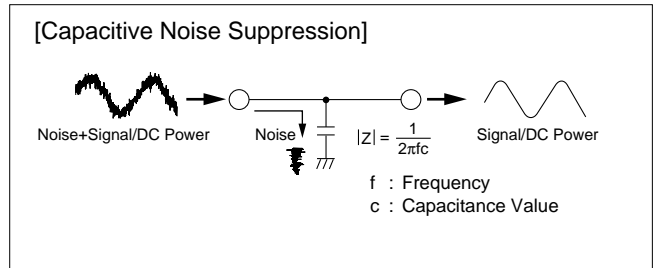 [Capacitive Noise Suppression]
Noise+Signal/DC Power
Noise
|Z| = 1/2πfc
Signal/DC Power
f : Frequency
c : Capacitance Value